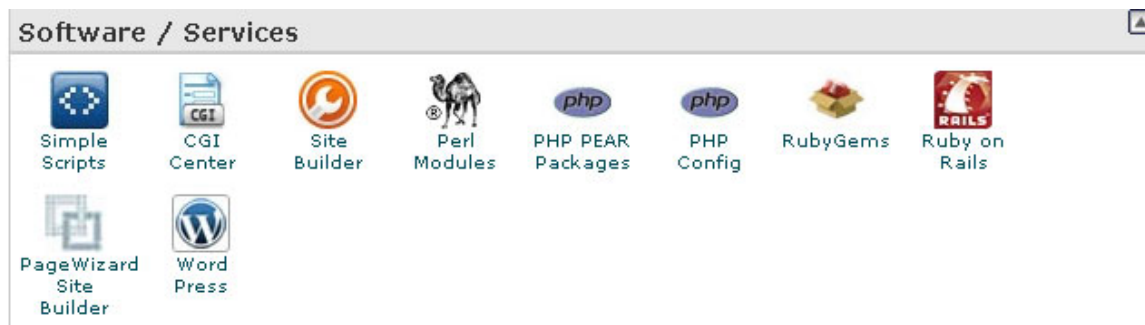 Software / Services
Simple
Scripts
CGI
CGI
Center
Site
Builder
®
Perl
Modules
php
PHP PEAR
Packages
php
PHP
Config
RubyGems
RAILS
Ruby on
Rails
PageWizard
Site
Builder
W
Word
Press